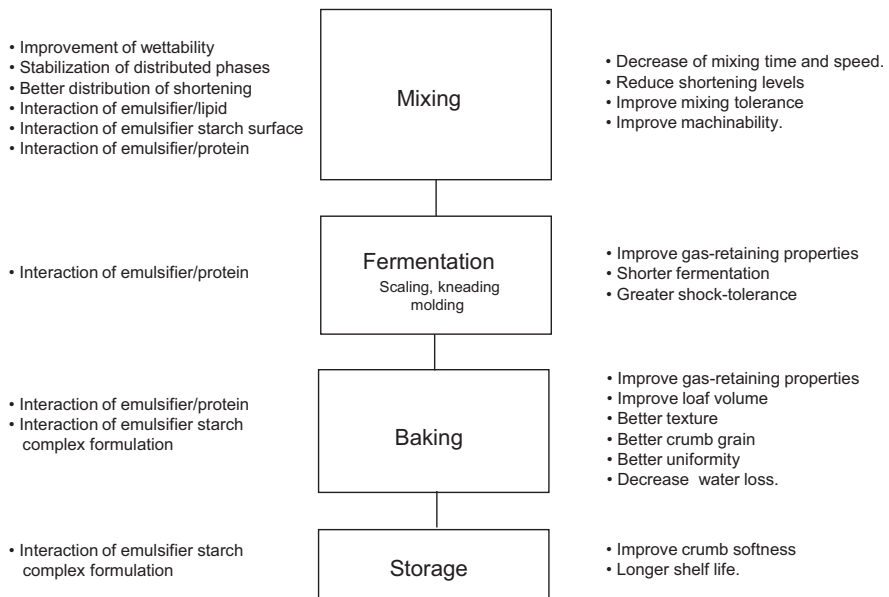 • Improvement of wettability
• Stabilization of distributed phases
• Better distribution of shortening
• Interaction of emulsifier/lipid
• Interaction of emulsifier starch surface
• Interaction of emulsifier/protein
Mixing
• Decrease of mixing time and speed.
• Reduce shortening levels
• Improve mixing tolerance
• Improve machinability.
• Interaction of emulsifier/protein
Fermentation
Scaling, kneading
molding
• Improve gas-retaining properties
• Shorter fermentation
• Greater shock-tolerance
• Interaction of emulsifier/protein
• Interaction of emulsifier starch
complex formulation
Baking
• Improve gas-retaining properties
• Improve loaf volume
• Better texture
• Better crumb grain
• Better uniformity
• Decrease water loss.
• Interaction of emulsifier starch
complex formulation
Storage
• Improve crumb softness
• Longer shelf life.